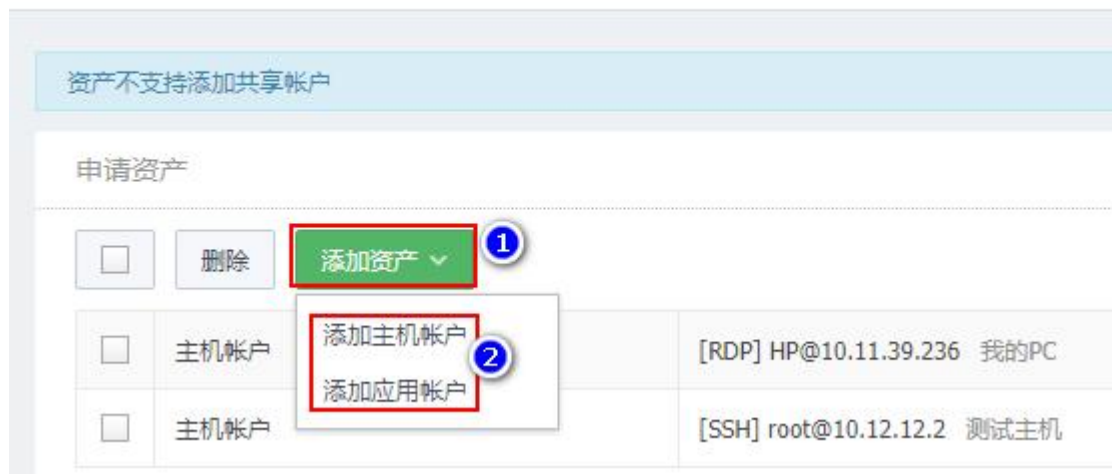 资产不支持添加共享帐户
申请资产
删除 添加资产 1
添加主机帐户 2
添加应用帐户
主机帐户 [RDP] HP@10.11.39.236 我的PC
主机帐户 [SSH] root@10.12.12.2 测试主机